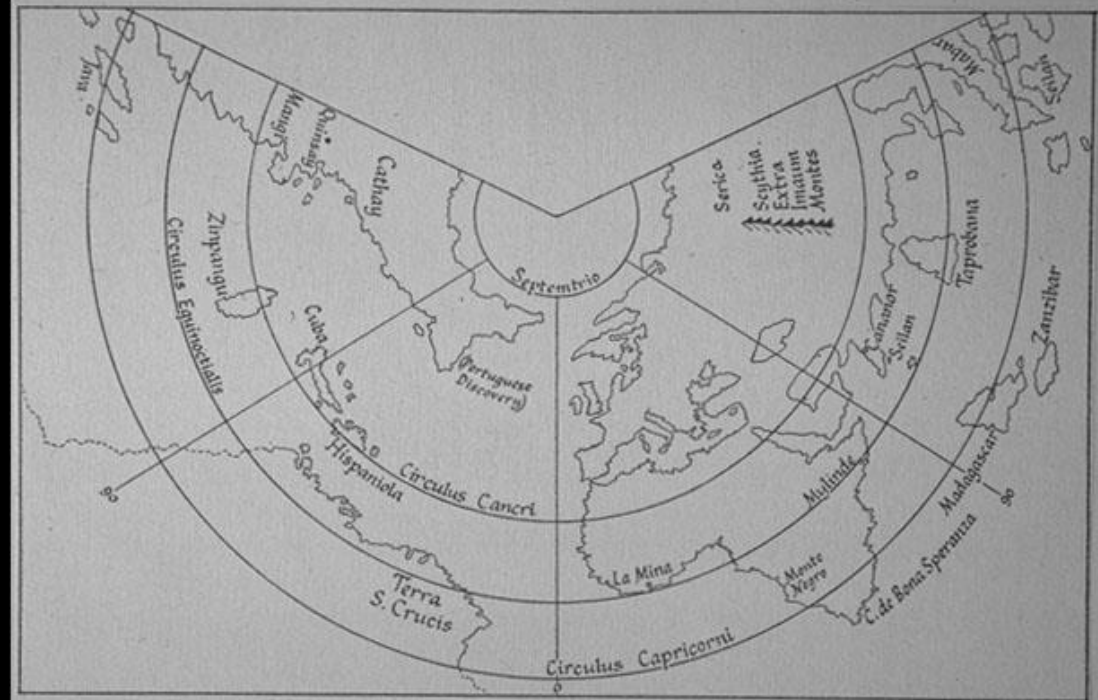 Java
Mangi
Quinsay
Cathay
Zinpangu
Circulus Equinoctialis
Cuba
Septemtrio
(Portuguese
Discovery)
Serica
Scythia.
Extra
Imaum
Montes
Mabar
Seilan
Taprobana
Cananor
Seilan
Zanzibar
Madagascar
Hispaniola
Circulus Cancri
Mulinde
90
90
La Mina
Monte
Negro
C. de Bona Speranza
Terra
S. Crucis
Circulus Capricorni
0